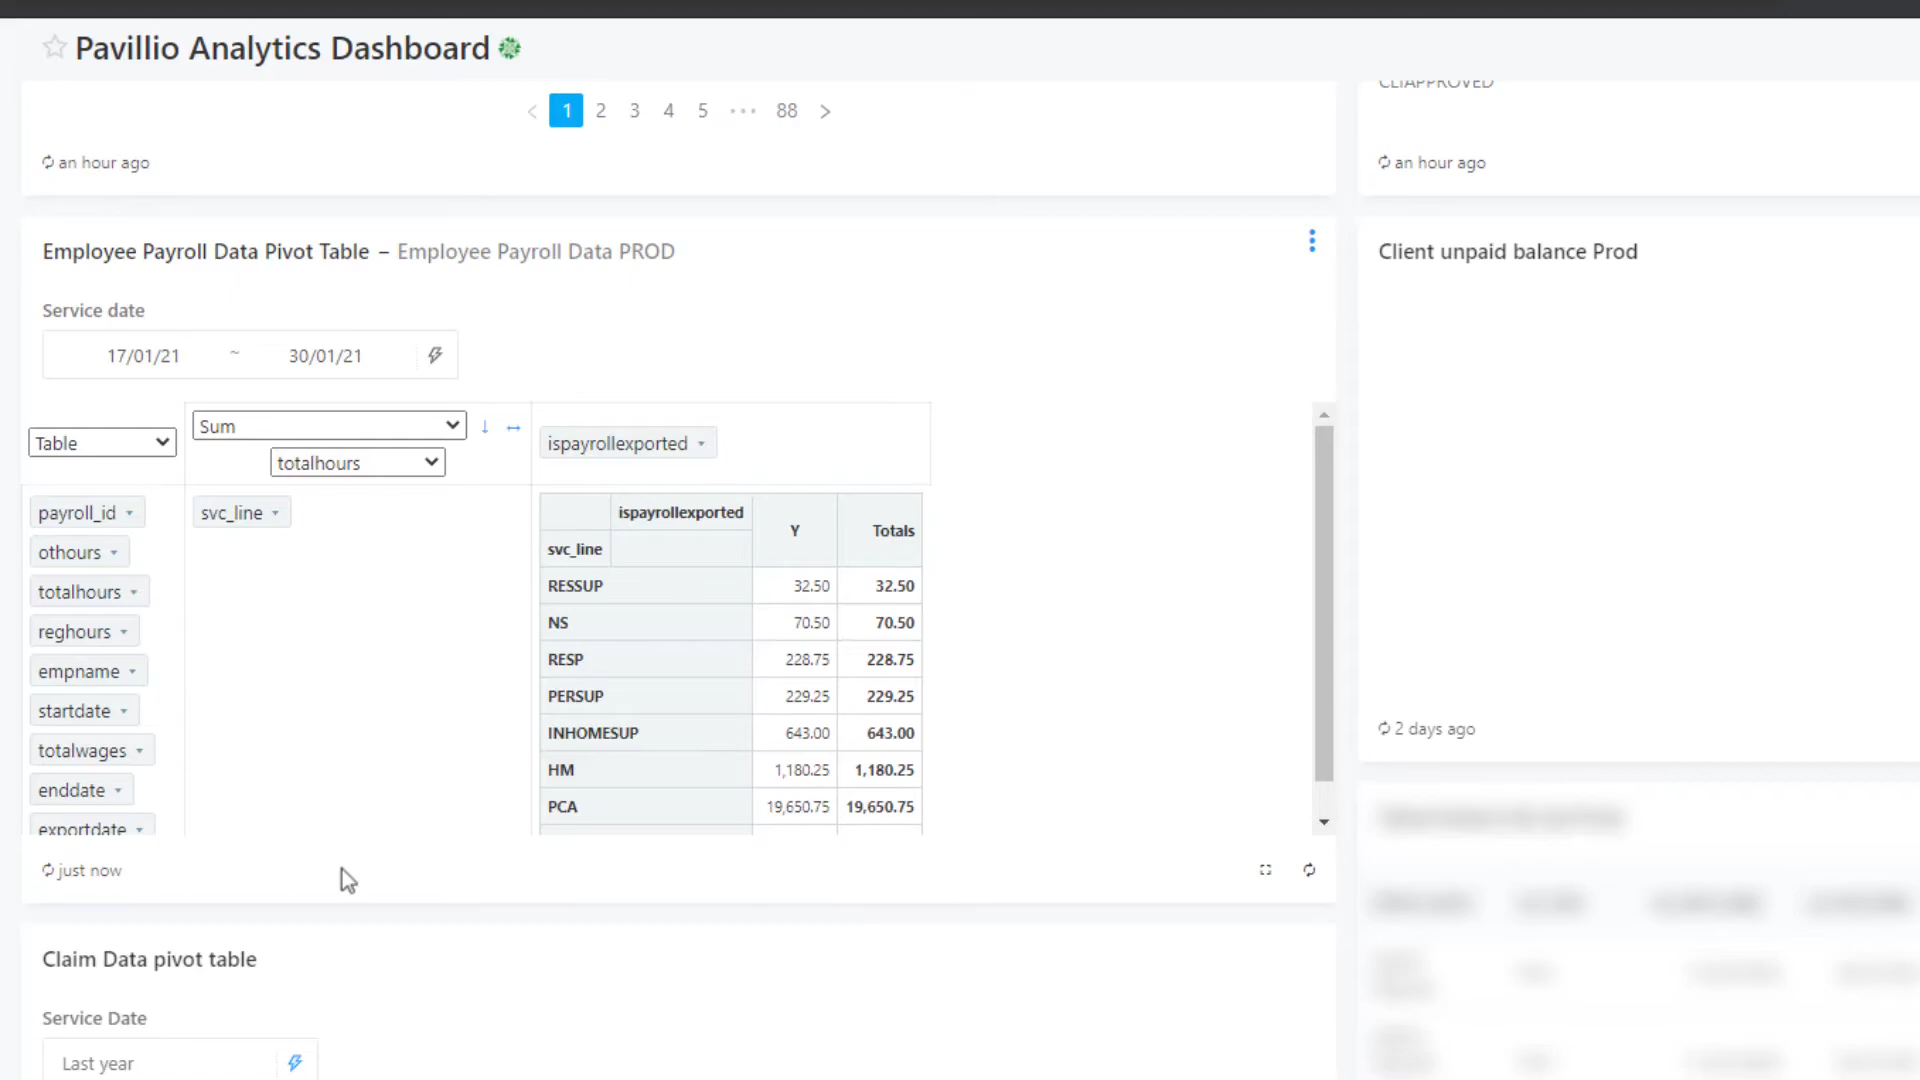 Pavillio Analytics Dashboard
1 2 3 4 5 ••• 88
an hour ago
CLIAPPROVED
an hour ago
Employee Payroll Data Pivot Table – Employee Payroll Data PROD
Service date
17/01/21 ~ 30/01/21
Table
Sum
totalhours
ispayrollexported
payroll_id
othours
totalhours
reghours
empname
startdate
totalwages
enddate
exportdate
svc_line
ispayrollexported Y Totals
svc_line
RESSUP 32.50 32.50
NS 70.50 70.50
RESP 228.75 228.75
PERSUP 229.25 229.25
INHOMESUP 643.00 643.00
HM 1,180.25 1,180.25
PCA 19,650.75 19,650.75
just now
Client unpaid balance Prod
2 days ago
Claim Data pivot table
Service Date
Last year